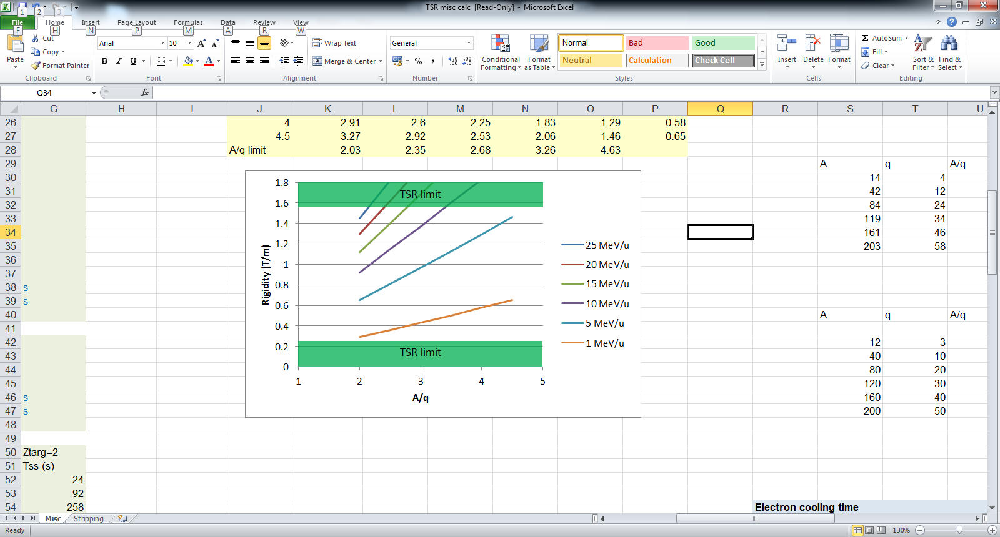 TSR misc calc  [Read-Only]  -  Microsoft Excel
1 2 3
File Home Insert Page Layout Formulas Data Review View
F H N P M A R W
Cut
Copy
Format Painter
Paste
Clipboard
Arial 10 A A
B I U A
Font
Wrap Text
Merge & Center
Alignment
General
% , .00 .00
Number
Conditional Formatting
Format as Table
Normal Bad Good
Neutral Calculation Check Cell
Styles
Insert Delete Format
Cells
Σ AutoSum
Fill
Clear
Sort & Filter
Find & Select
Editing
Q34 fx
G H I J K L M N O P Q R S T U
26 4 2.91 2.6 2.25 1.83 1.29 0.58
27 4.5 3.27 2.92 2.53 2.06 1.46 0.65
28 A/q limit 2.03 2.35 2.68 3.26 4.63
29 A q A/q
30 14 4
31 42 12
32 84 24
33 119 34
34 161 46
35 203 58
36
37
38 s
39 s
40 A q A/q
41
42 12 3
43 40 10
44 80 20
45 120 30
46 s 160 40
47 s 200 50
48
49
50 Ztarg=2
51 Tss (s)
52 24
53 92
54 258 Electron cooling time
1.8
1.6
1.4
1.2
1
0.8
0.6
0.4
0.2
0
Rigidity (T/m)
TSR limit
TSR limit
1 2 3 4 5
A/q
25 MeV/u
20 MeV/u
15 MeV/u
10 MeV/u
5 MeV/u
1 MeV/u
Misc Stripping
Ready 130%